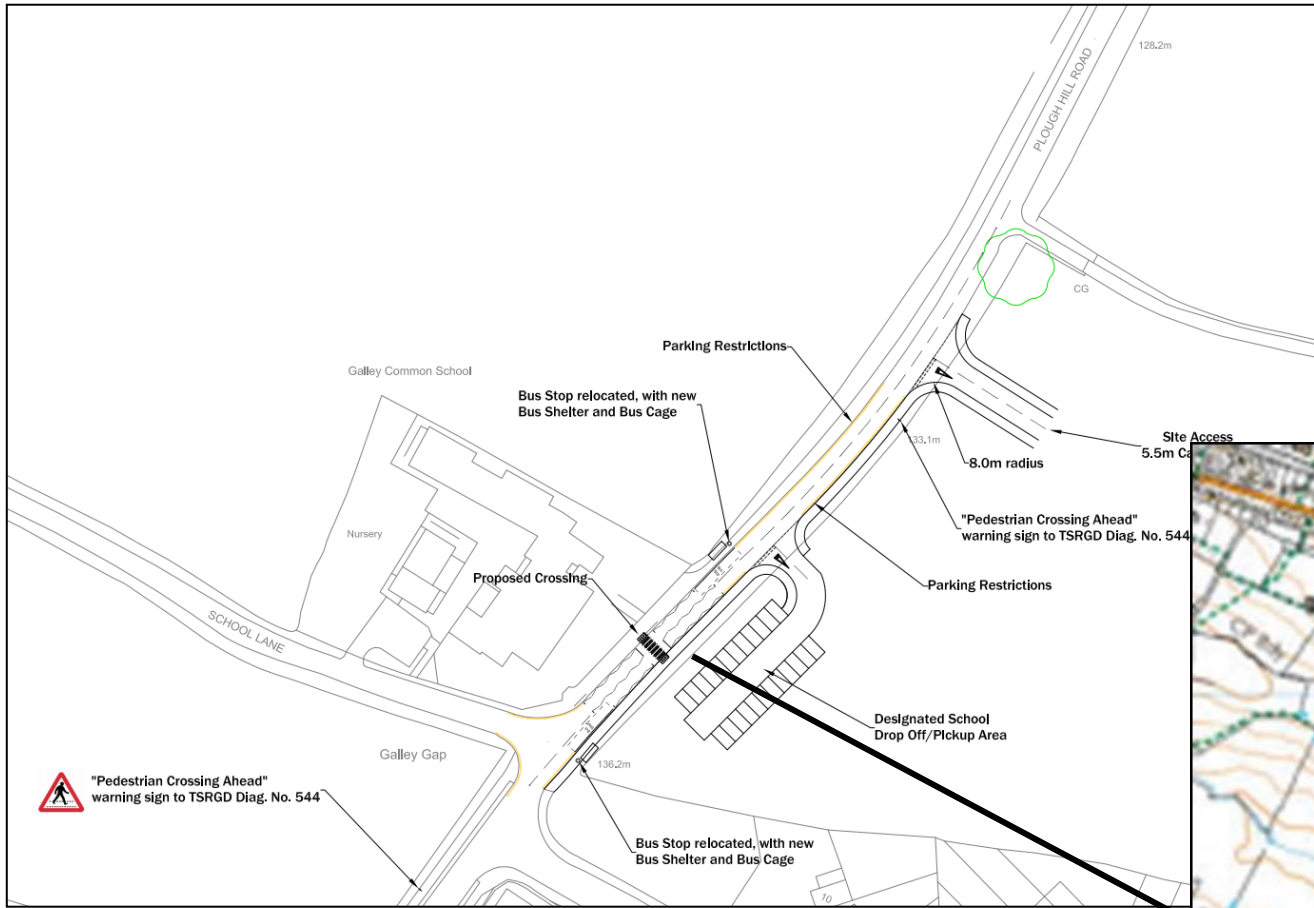 128.2m
PLOUGH HILL ROAD
CG
Parking Restrictions
Galley Common School
Bus Stop relocated, with new
Bus Shelter and Bus Cage
133.1m
Site Access
5.5m Ca
8.0m radius
"Pedestrian Crossing Ahead"
warning sign to TSRGD Diag. No. 544
Nursery
Proposed Crossing
Parking Restrictions
SCHOOL LANE
Designated School
Drop Off/Pickup Area
Galley Gap
136.2m
"Pedestrian Crossing Ahead"
warning sign to TSRGD Diag. No. 544
Bus Stop relocated, with new
Bus Shelter and Bus Cage
10